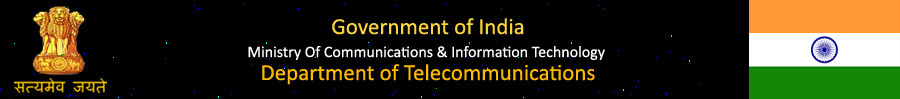 Government of India
Ministry Of Communications & Information Technology
Department of Telecommunications
सत्यमेव जयते